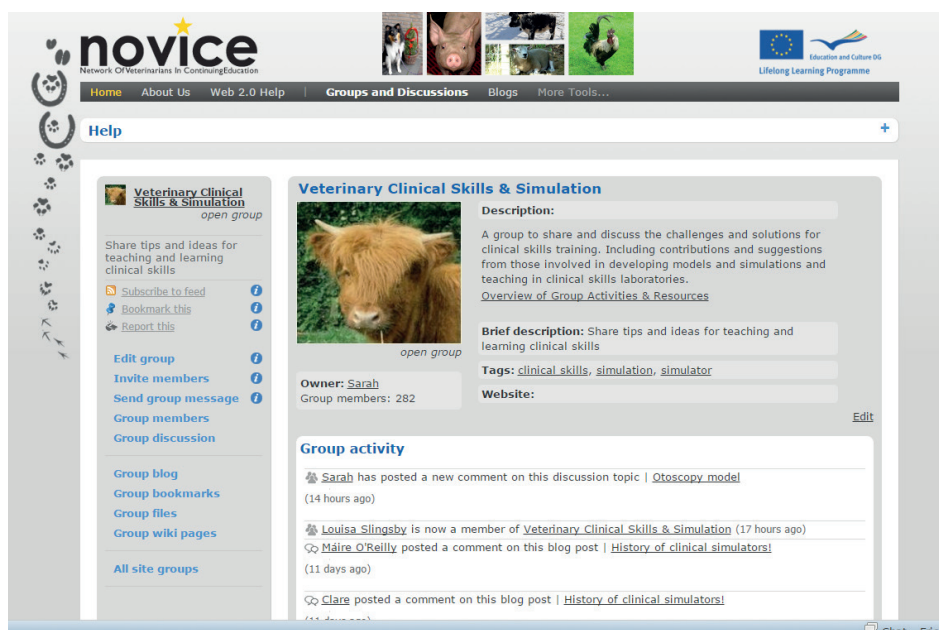 novice
Network Of Veterinarians In Continuing Education
Education and Culture DG
Lifelong Learning Programme
Home About Us Web 2.0 Help | Groups and Discussions Blogs More Tools...
Help +
Veterinary Clinical
Skills & Simulation
open group
Share tips and ideas for
teaching and learning
clinical skills
Subscribe to feed
Bookmark this
Report this
Edit group
Invite members
Send group message
Group members
Group discussion
Group blog
Group bookmarks
Group files
Group wiki pages
All site groups
Veterinary Clinical Skills & Simulation
open group
Owner: Sarah
Group members: 282
Description:
A group to share and discuss the challenges and solutions for
clinical skills training. Including contributions and suggestions
from those involved in developing models and simulations and
teaching in clinical skills laboratories.
Overview of Group Activities & Resources
Brief description: Share tips and ideas for teaching and
learning clinical skills
Tags: clinical skills, simulation, simulator
Website:
Edit
Group activity
Sarah has posted a new comment on this discussion topic | Otoscopy model
(14 hours ago)
Louisa Slingsby is now a member of Veterinary Clinical Skills & Simulation (17 hours ago)
Máire O'Reilly posted a comment on this blog post | History of clinical simulators!
(11 days ago)
Clare posted a comment on this blog post | History of clinical simulators!